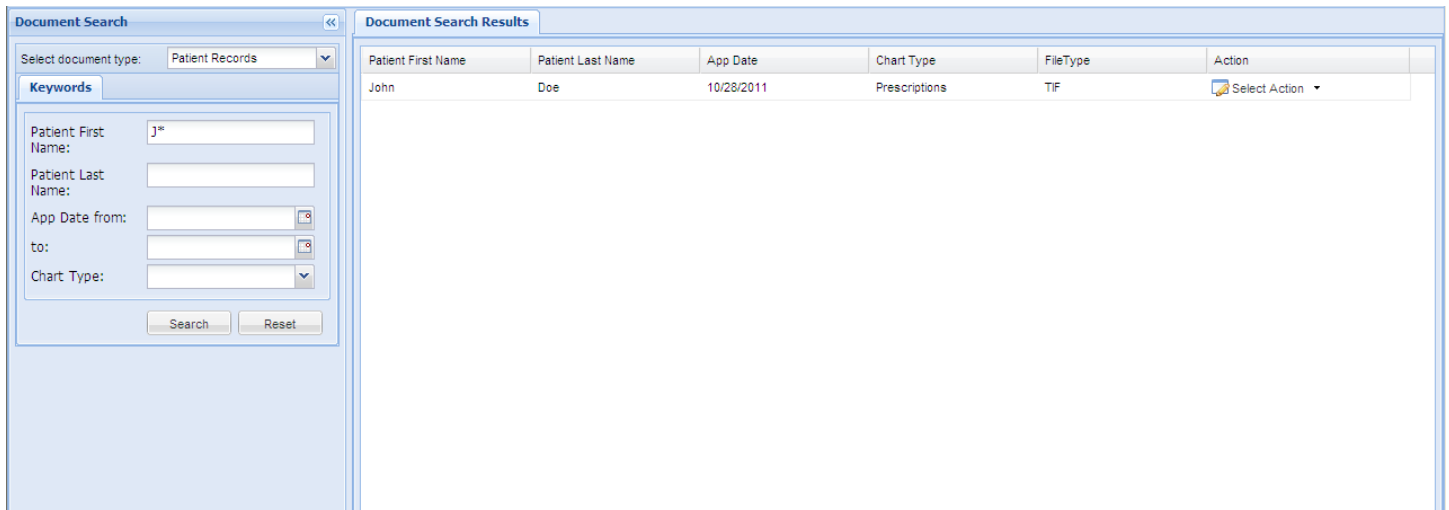 Document Search
Select document type: Patient Records
Keywords
Patient First
Name:
J*
Patient Last
Name:
App Date from:
to:
Chart Type:
Search Reset
Document Search Results
Patient First Name Patient Last Name App Date Chart Type FileType Action
John Doe 10/28/2011 Prescriptions TIF Select Action